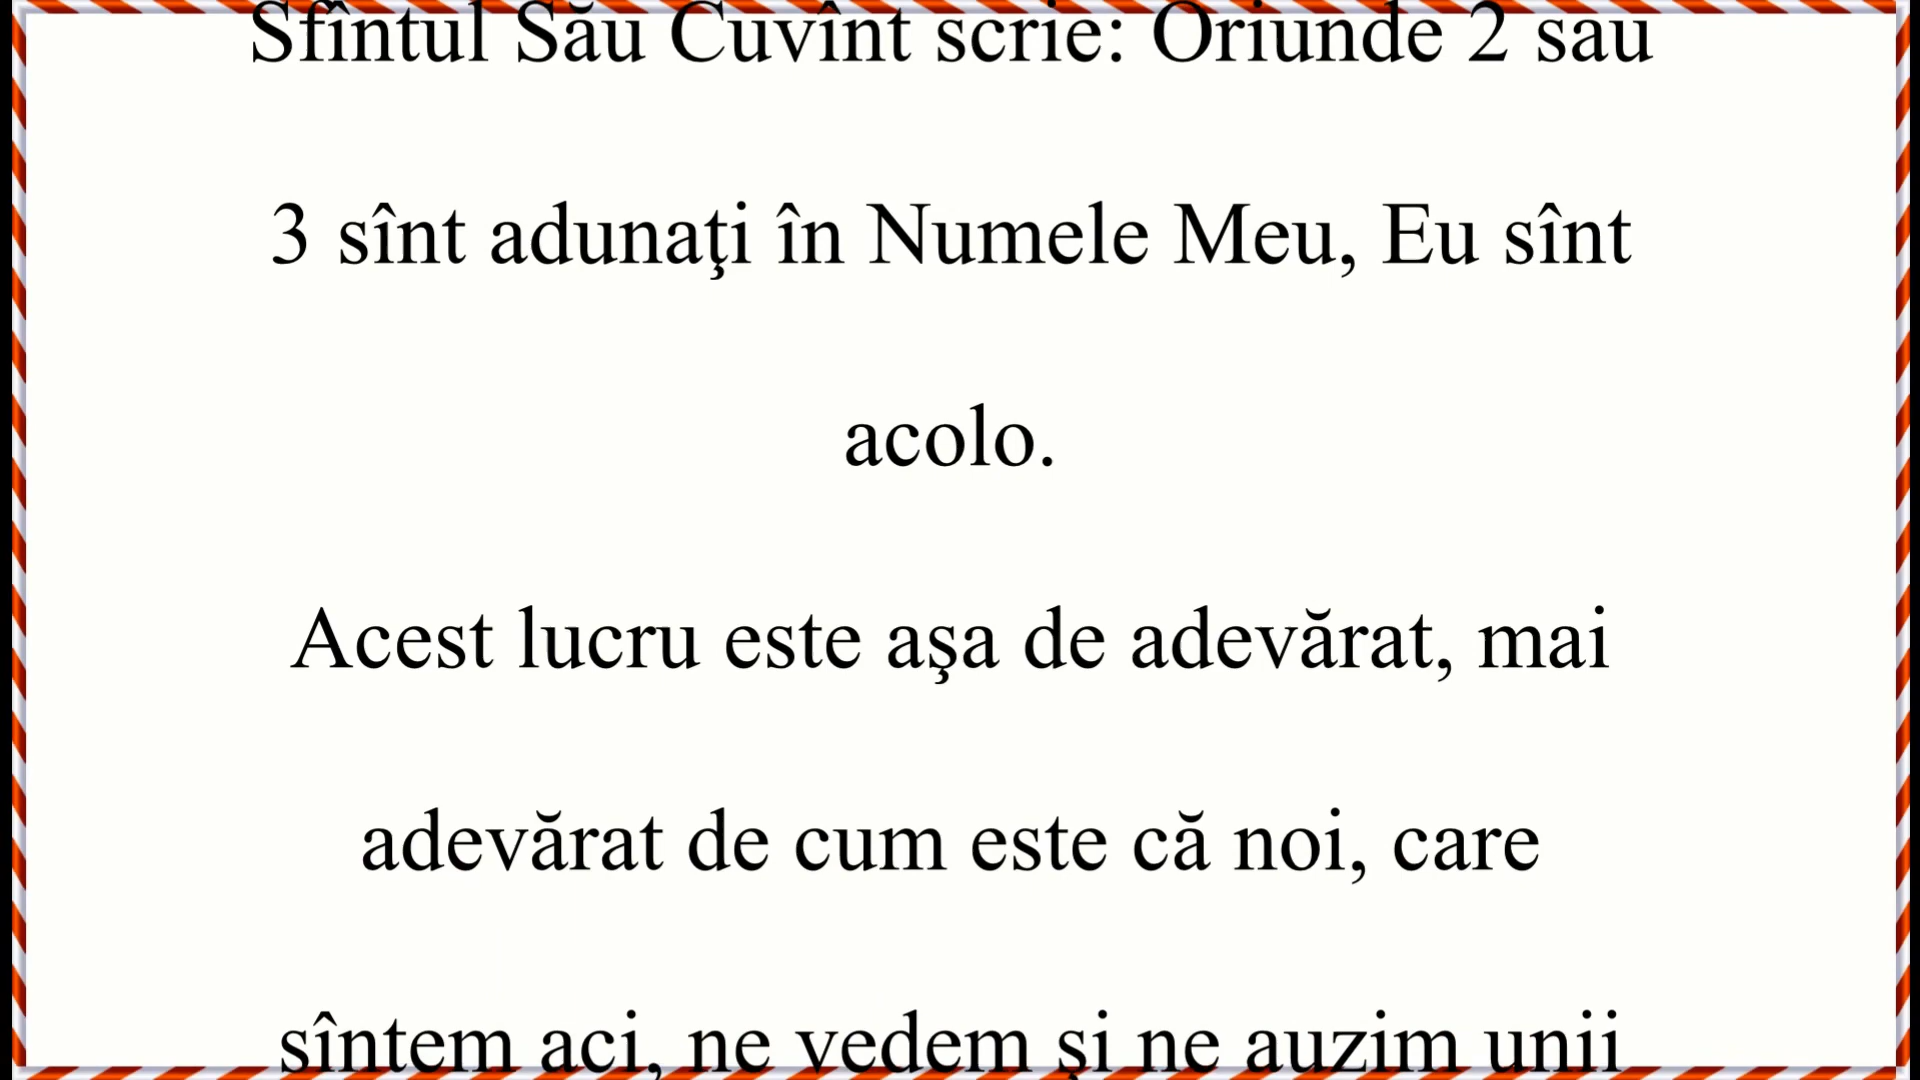 Sfîntul Său Cuvînt scrie: Oriunde 2 sau
3 sînt adunaţi în Numele Meu, Eu sînt
acolo.
Acest lucru este aşa de adevărat, mai
adevărat de cum este că noi, care
sîntem aci, ne vedem şi ne auzim unii